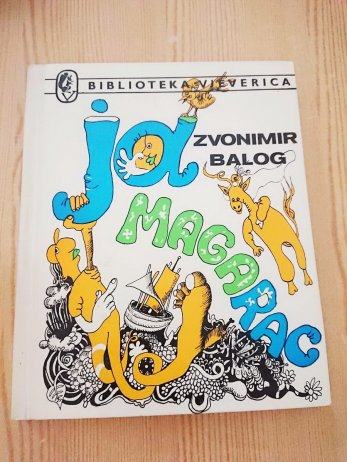 BIBLIOTEKA VJEVERICA
ja
ZVONIMIR
BALOG
MAGARAC